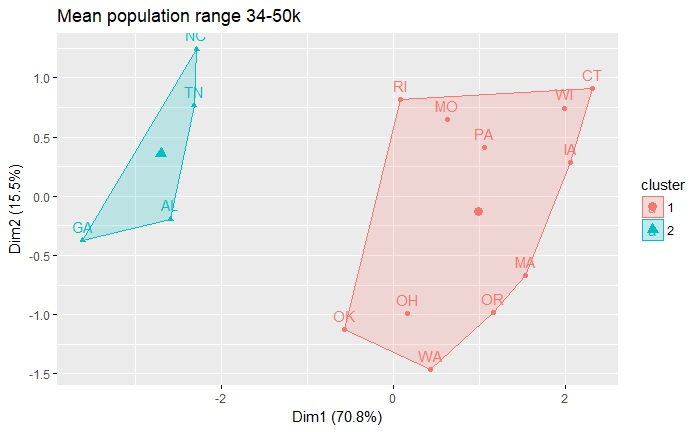 Mean population range 34-50k
NC
CT
RI
WI
TN
MO
PA
IA
AL
GA
MA
OR
OH
OK
WA
1.0
0.5
0.0
-0.5
-1.0
-1.5
Dim2 (15.5%)
-2
0
2
Dim1 (70.8%)
cluster
a 1
a 2